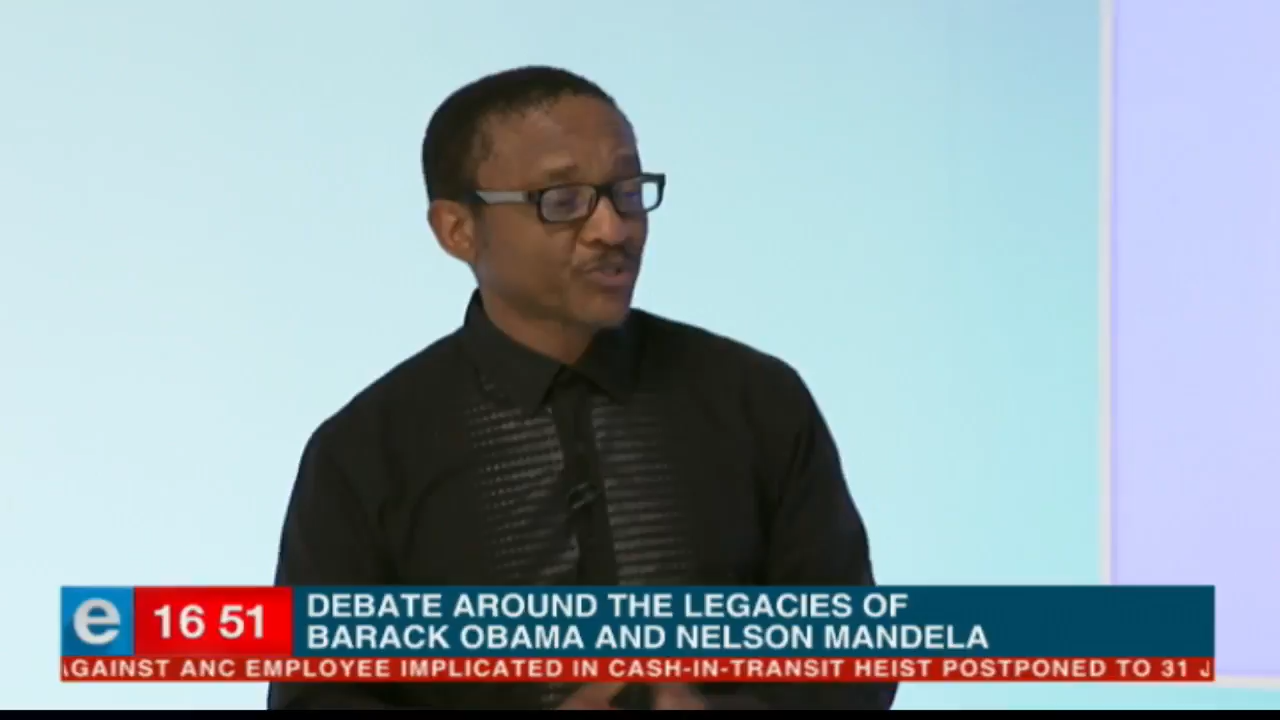 e
16 51
DEBATE AROUND THE LEGACIES OF
BARACK OBAMA AND NELSON MANDELA
AGAINST ANC EMPLOYEE IMPLICATED IN CASH-IN-TRANSIT HEIST POSTPONED TO 31 J